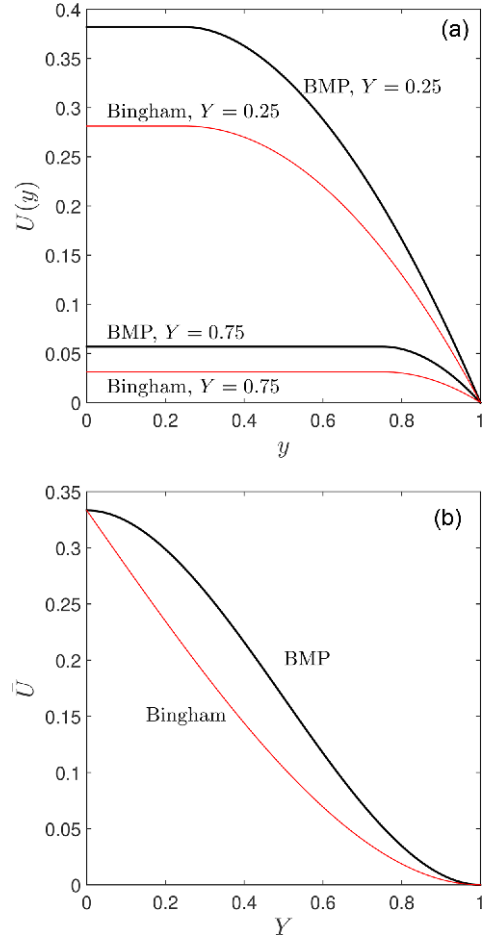 0.4
(a)
0.35
BMP, Y = 0.25
0.3
Bingham, Y = 0.25
0.25
U(y)
0.2
0.15
0.1
BMP, Y = 0.75
0.05
Bingham, Y = 0.75
0
0 0.2 0.4 0.6 0.8 1
y
0.35
(b)
0.3
0.25
0.2
Ū
BMP
0.15
Bingham
0.1
0.05
0
0 0.2 0.4 0.6 0.8 1
Y